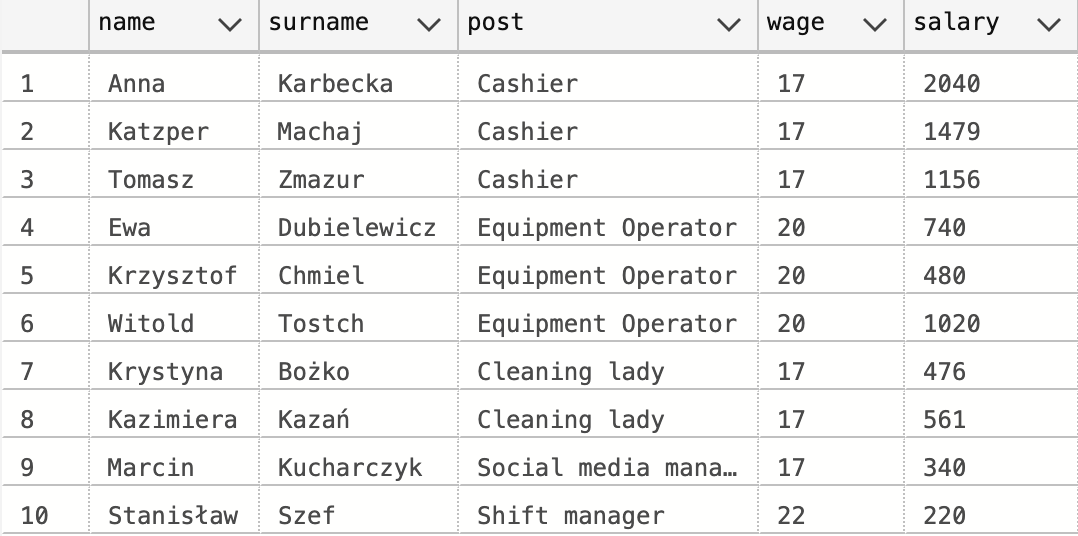 name surname post wage salary
1 Anna Karbecka Cashier 17 2040
2 Katzper Machaj Cashier 17 1479
3 Tomasz Zmazur Cashier 17 1156
4 Ewa Dubielewicz Equipment Operator 20 740
5 Krzysztof Chmiel Equipment Operator 20 480
6 Witold Tostch Equipment Operator 20 1020
7 Krystyna Bożko Cleaning lady 17 476
8 Kazimiera Kazań Cleaning lady 17 561
9 Marcin Kucharczyk Social media mana… 17 340
10 Stanisław Szef Shift manager 22 220